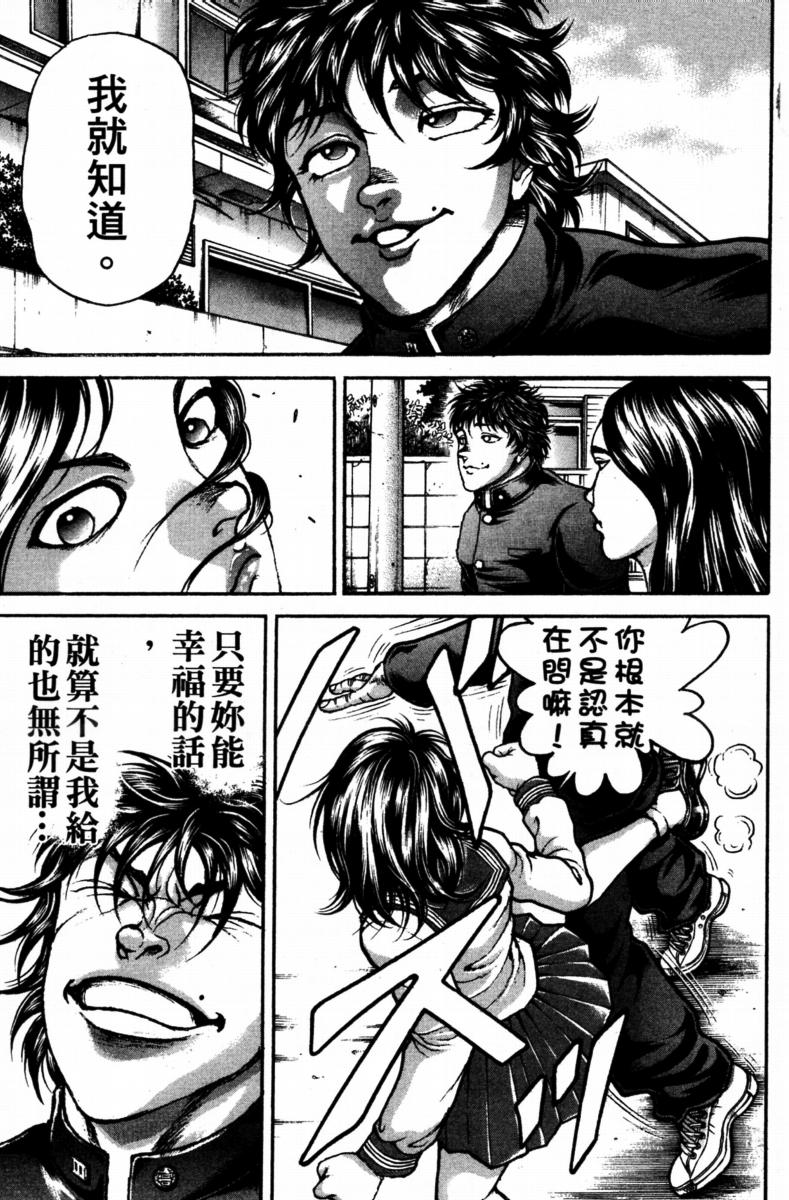 我就知道。
你根本就
不是認真
在問嘛！
只要妳能
幸福的話
，
就算不是我給
的也無所謂…